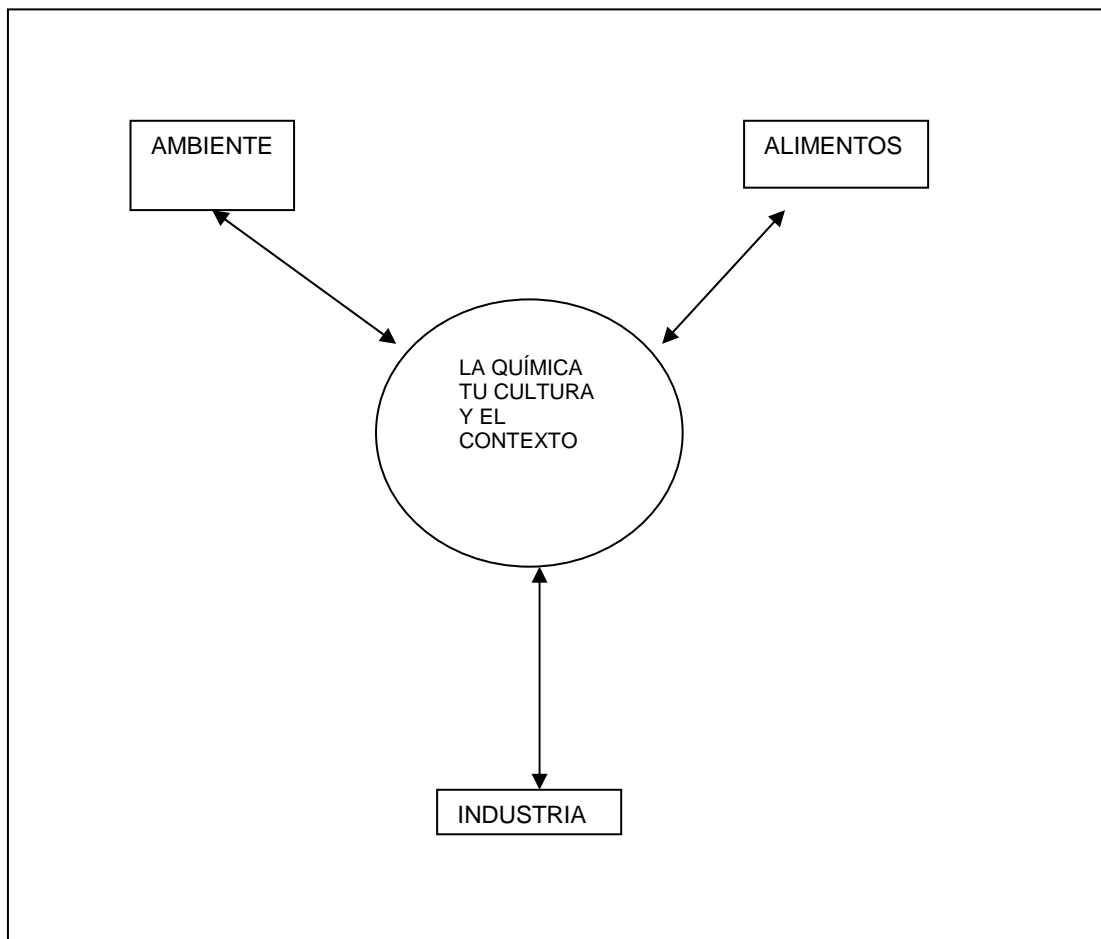 AMBIENTE
ALIMENTOS
LA QUÍMICA
TU CULTURA
Y EL
CONTEXTO
INDUSTRIA